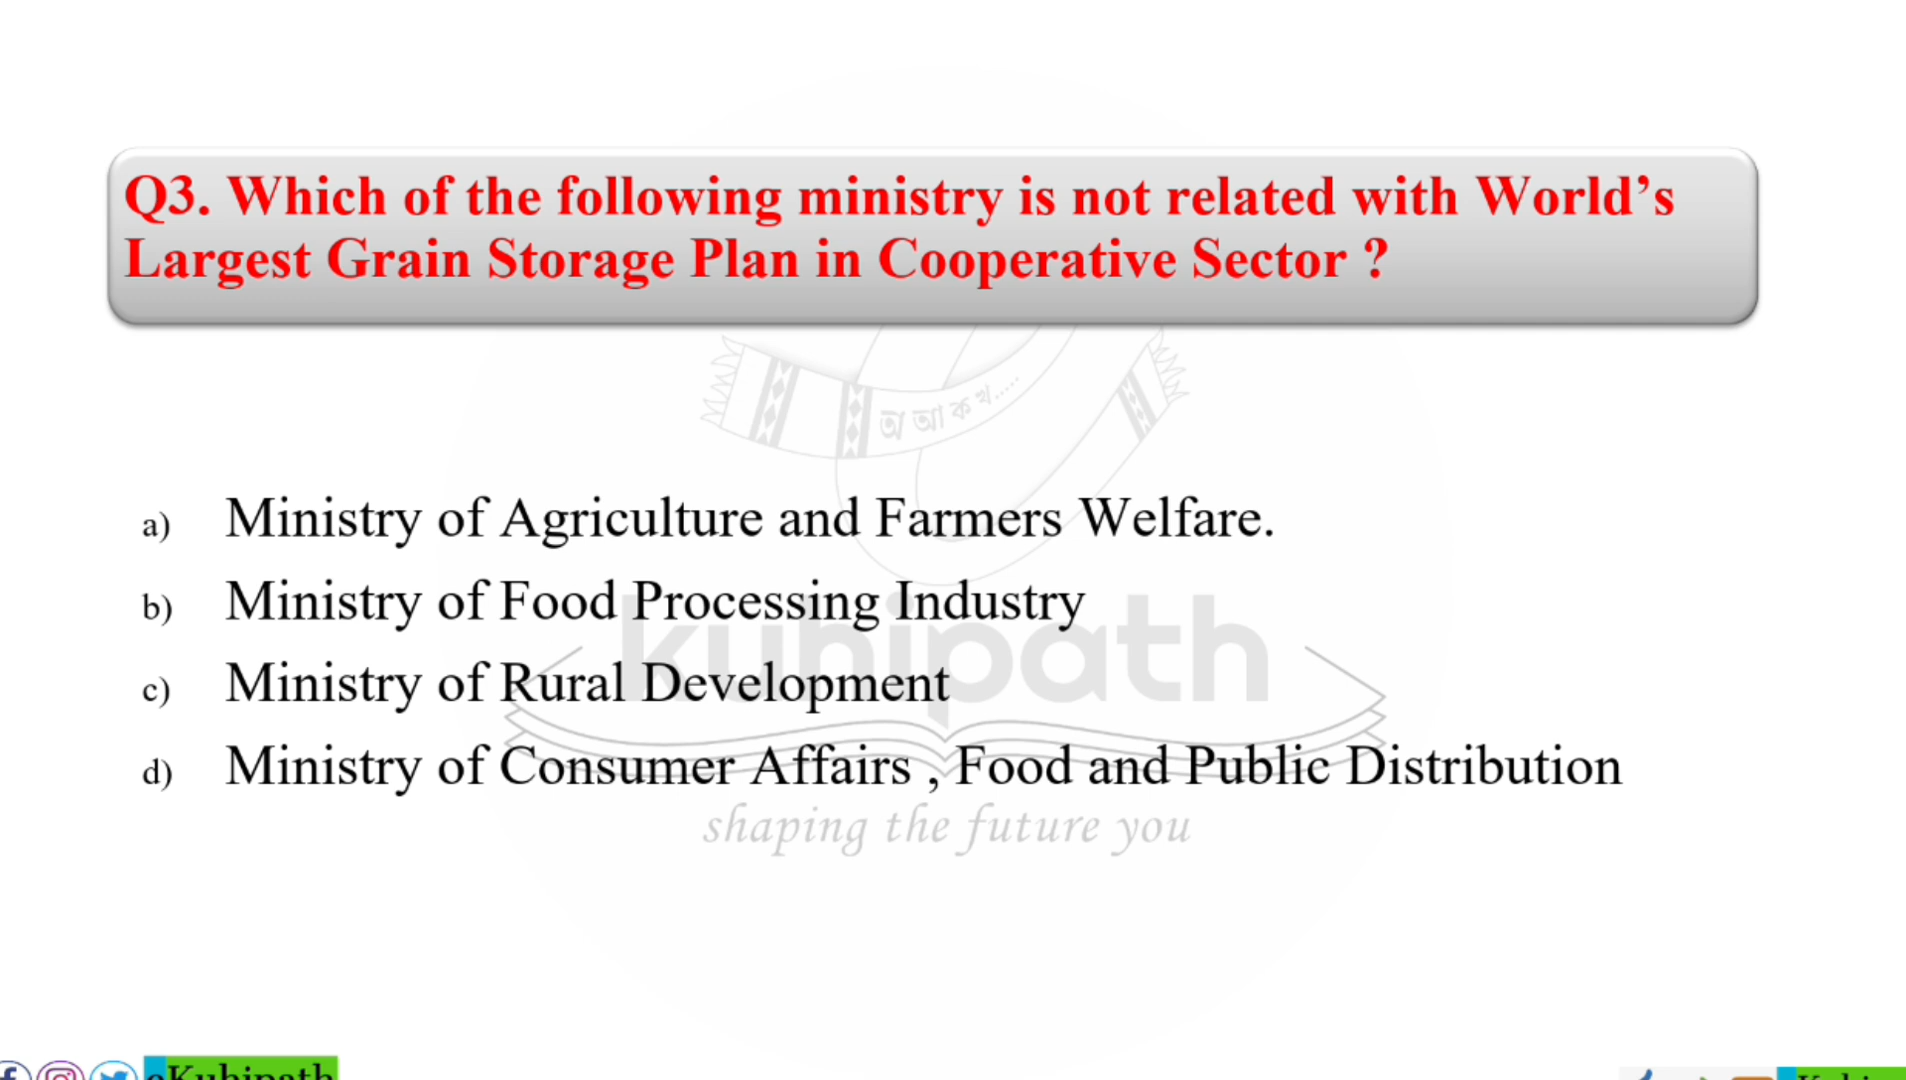 Q3. Which of the following ministry is not related with World’s
Largest Grain Storage Plan in Cooperative Sector ?
অ আ ক খ.....
a) Ministry of Agriculture and Farmers Welfare.
b) Ministry of Food Processing Industry
kuhipath
c) Ministry of Rural Development
d) Ministry of Consumer Affairs , Food and Public Distribution
shaping the future you
eKuhipath